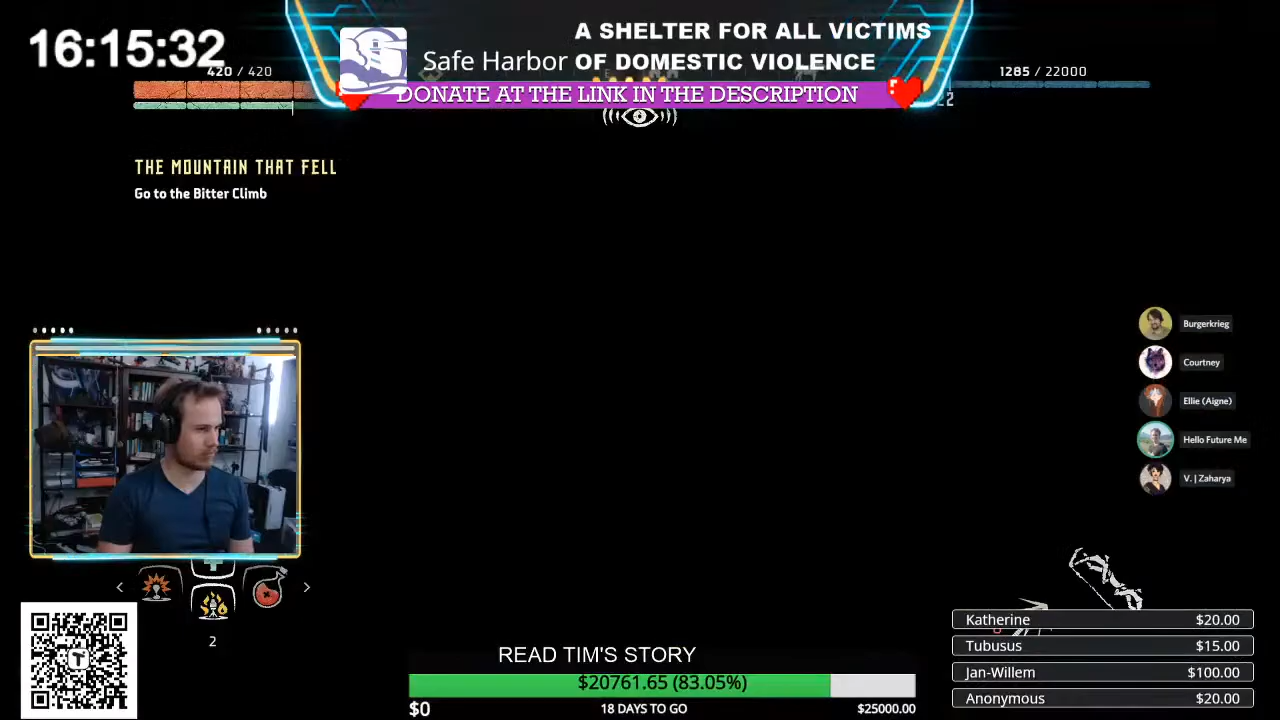 16:15:32
420 / 420
Safe Harbor
A SHELTER FOR ALL VICTIMS
OF DOMESTIC VIOLENCE
DONATE AT THE LINK IN THE DESCRIPTION
1285 / 22000
THE MOUNTAIN THAT FELL
Go to the Bitter Climb
Burgerkrieg
Courtney
Ellie (Aigne)
Hello Future Me
V. | Zaharya
2
READ TIM'S STORY
$20761.65 (83.05%)
$0
18 DAYS TO GO
$25000.00
Katherine $20.00
Tubusus $15.00
Jan-Willem $100.00
Anonymous $20.00